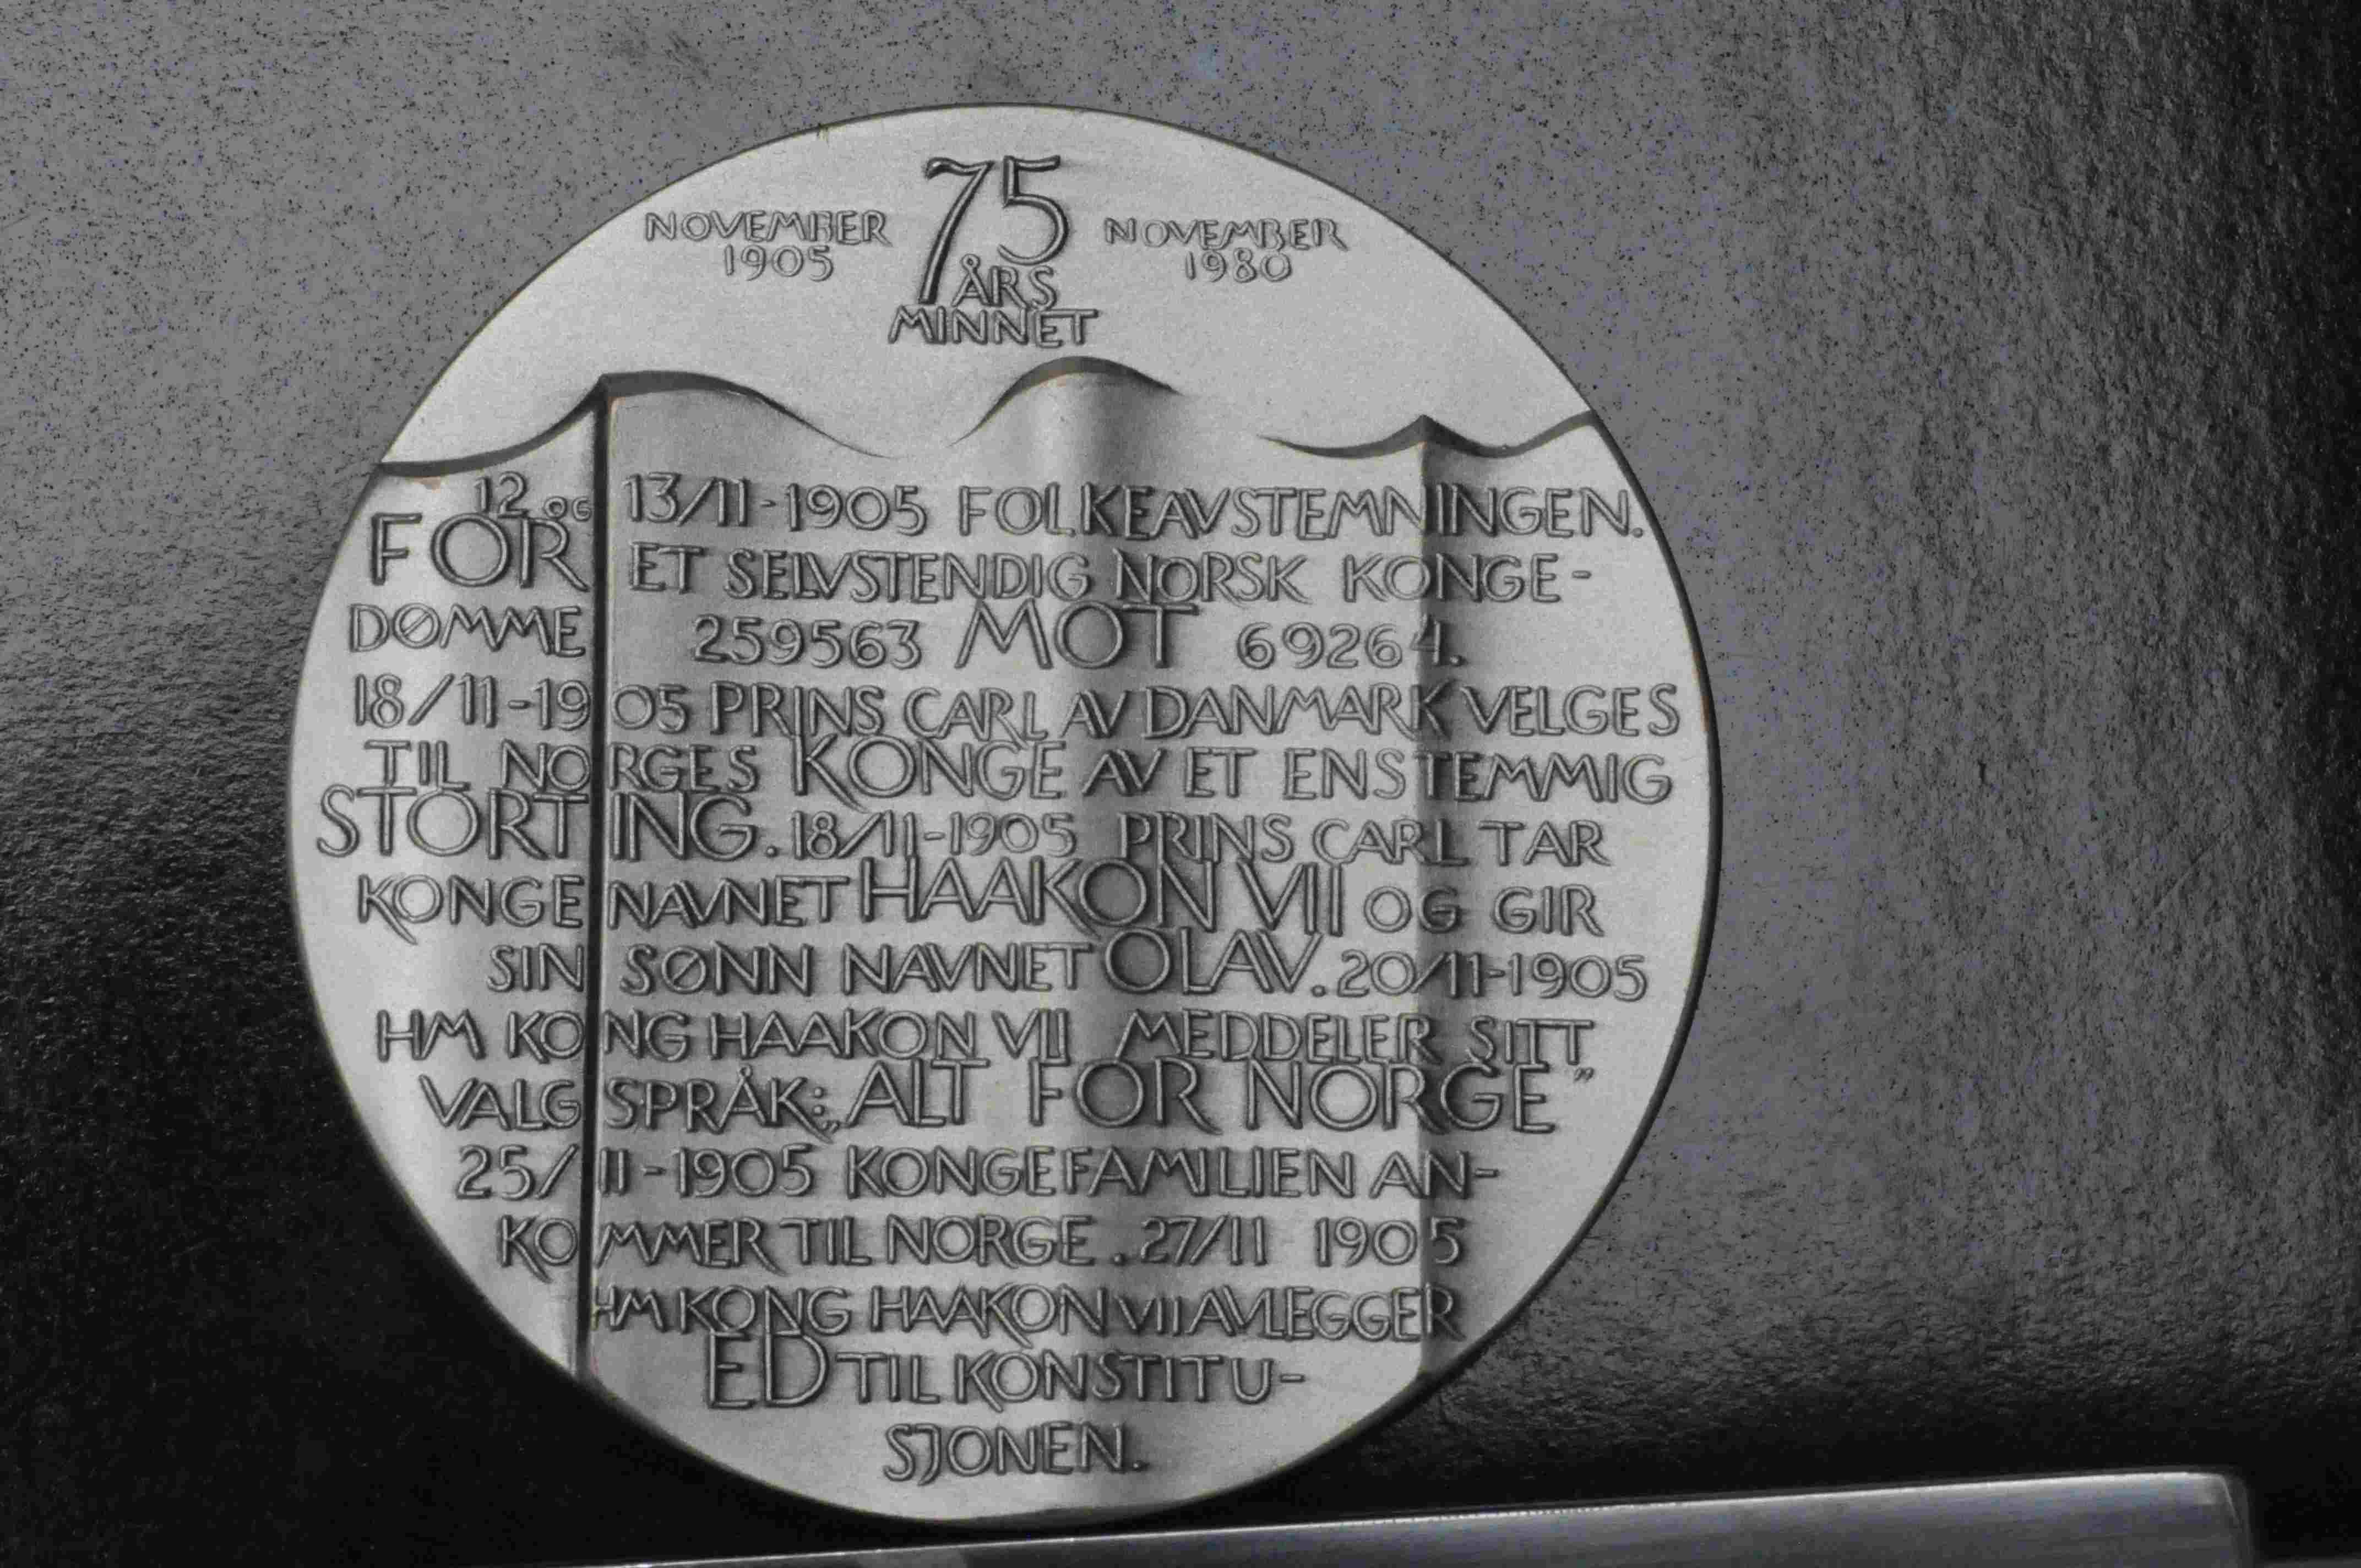 NOVEMBER 1905 75 NOVEMBER 1980
ÅRS
MINNET
12 OG 13/11-1905 FOLKEAVSTEMNINGEN.
FOR ET SELVSTENDIG NORSK KONGE-
DØMME 259563 MOT 69264.
18/11-1905 PRINS CARL AV DANMARK VELGES
TIL NORGES KONGE AV ET ENSTEMMIG
STORTING. 18/11-1905 PRINS CARL TAR
KONGENAVNET HAAKON VII OG GIR
SIN SØNN NAVNET OLAV. 20/11-1905
HM KONG HAAKON VII MEDDELER SITT
VALGSPRÅK: „ALT FOR NORGE”
25/11-1905 KONGEFAMILIEN AN-
KOMMER TIL NORGE. 27/11 1905
HM KONG HAAKON VII AVLEGGER
ED TIL KONSTITU-
SJONEN.